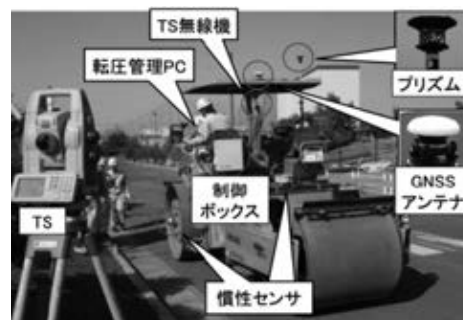 TS無線機
転圧管理PC
プリズム
制御
ボックス
GNSS
アンテナ
TS
慣性センサ